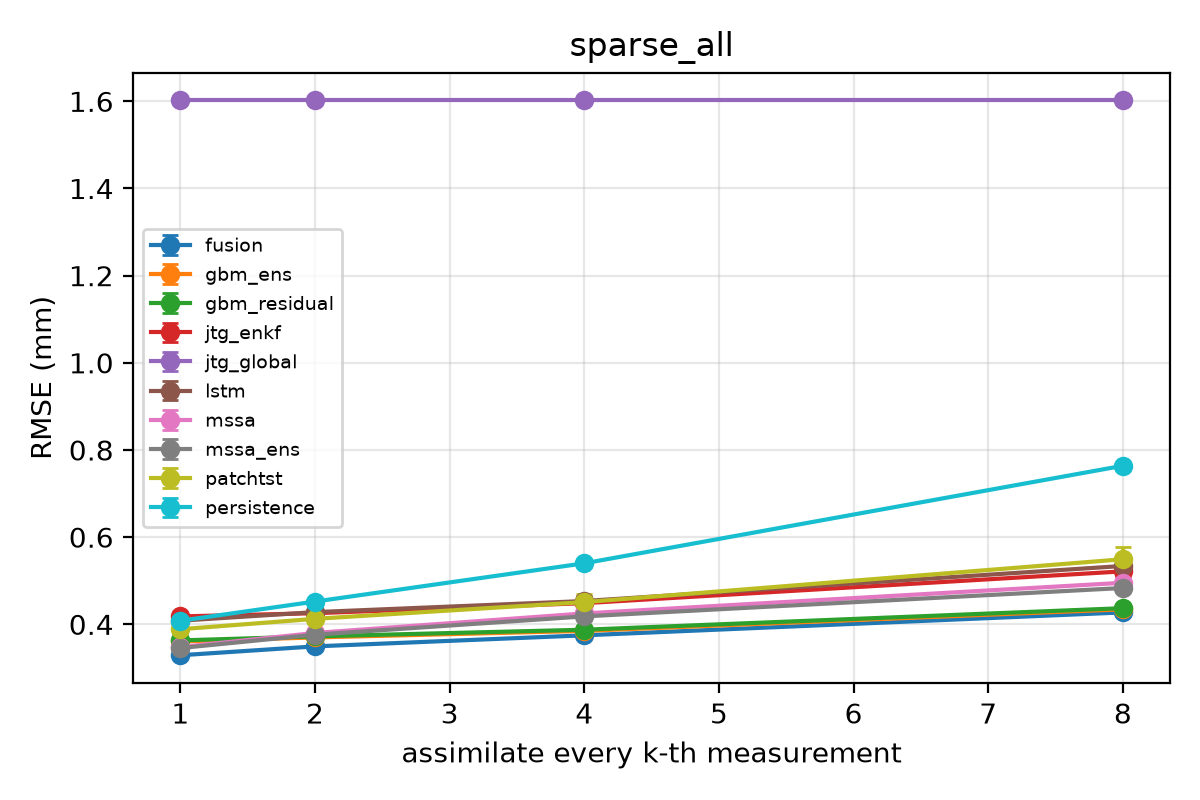 sparse_all
1.6
1.4
1.2
1.0
0.8
0.6
0.4
RMSE (mm)
fusion
gbm_ens
gbm_residual
jtg_enkf
jtg_global
lstm
mssa
mssa_ens
patchtst
persistence
1 2 3 4 5 6 7 8
assimilate every k-th measurement